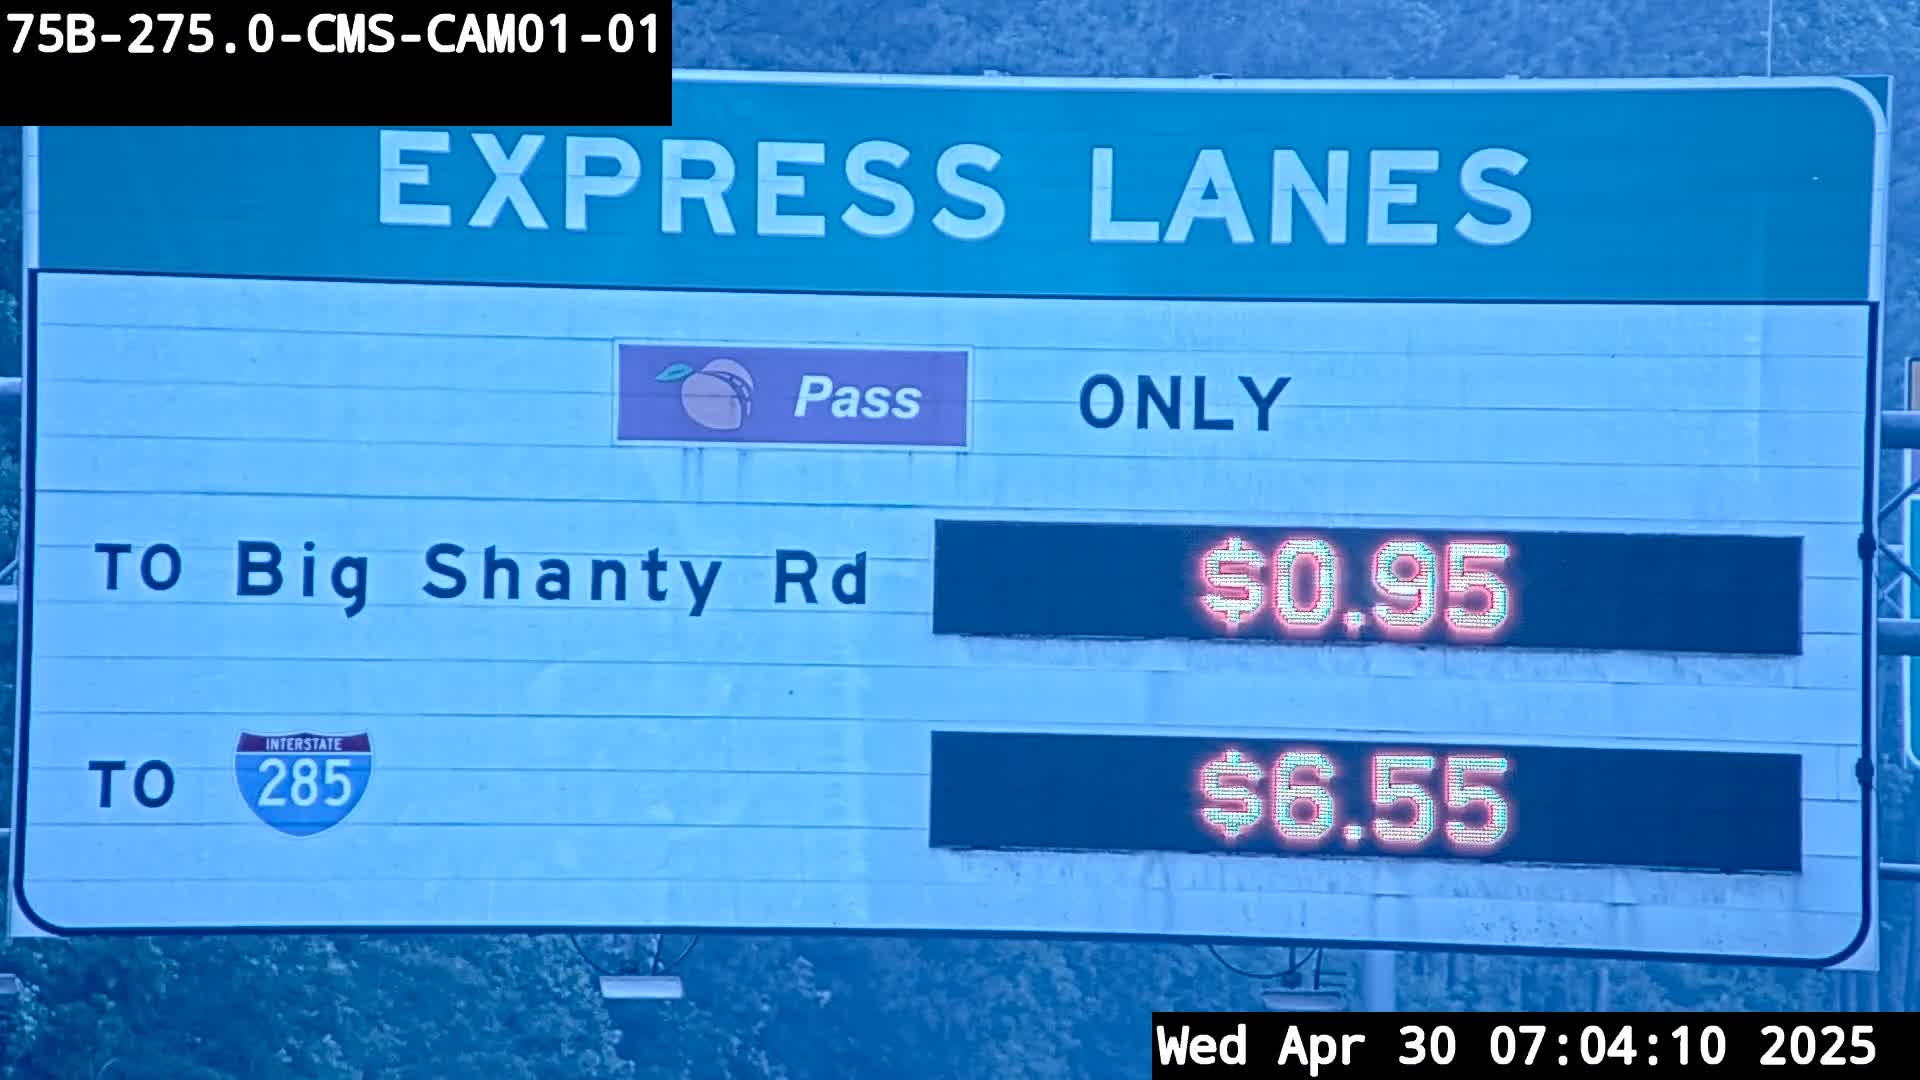 75B-275.0-CMS-CAM01-01
EXPRESS LANES
Pass ONLY
TO Big Shanty Rd $0.95
INTERSTATE
TO 285 $6.55
Wed Apr 30 07:04:10 2025